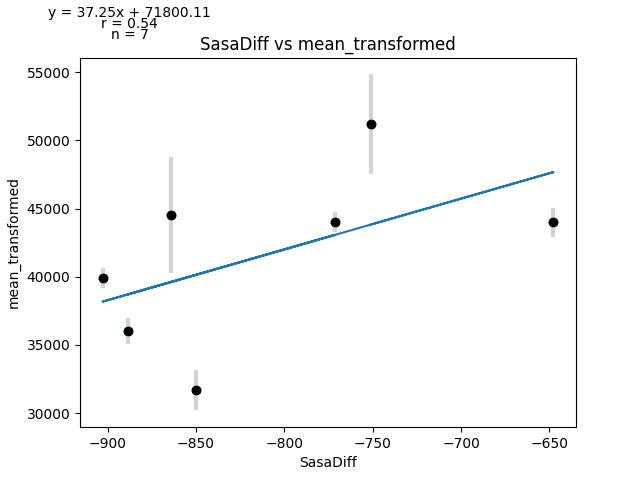 y = 37.25x + 71800.11
r = 0.54
n = 7
SasaDiff vs mean_transformed
55000
50000
45000
40000
35000
30000
mean_transformed
−900
−850
−800
−750
−700
−650
SasaDiff